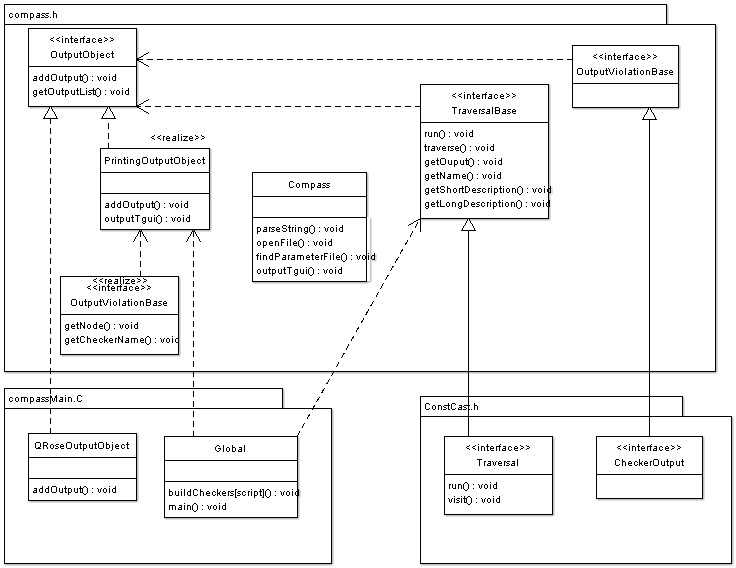 compass.h
<<interface>>
OutputObject
addOutput() : void
getOutputList() : void
<<interface>>
OutputViolationBase
<<interface>>
TraversalBase
run() : void
traverse() : void
getOuput() : void
getName() : void
getShortDescription() : void
getLongDescription() : void
<<realize>>
PrintingOutputObject
addOutput() : void
outputTgui() : void
Compass
parseString() : void
openFile() : void
findParameterFile() : void
outputTgui() : void
<<realize>>
<<interface>>
OutputViolationBase
getNode() : void
getCheckerName() : void
compassMain.C
QRoseOutputObject
addOutput() : void
Global
buildCheckers[script]() : void
main() : void
ConstCast.h
<<interface>>
Traversal
run() : void
visit() : void
<<interface>>
CheckerOutput